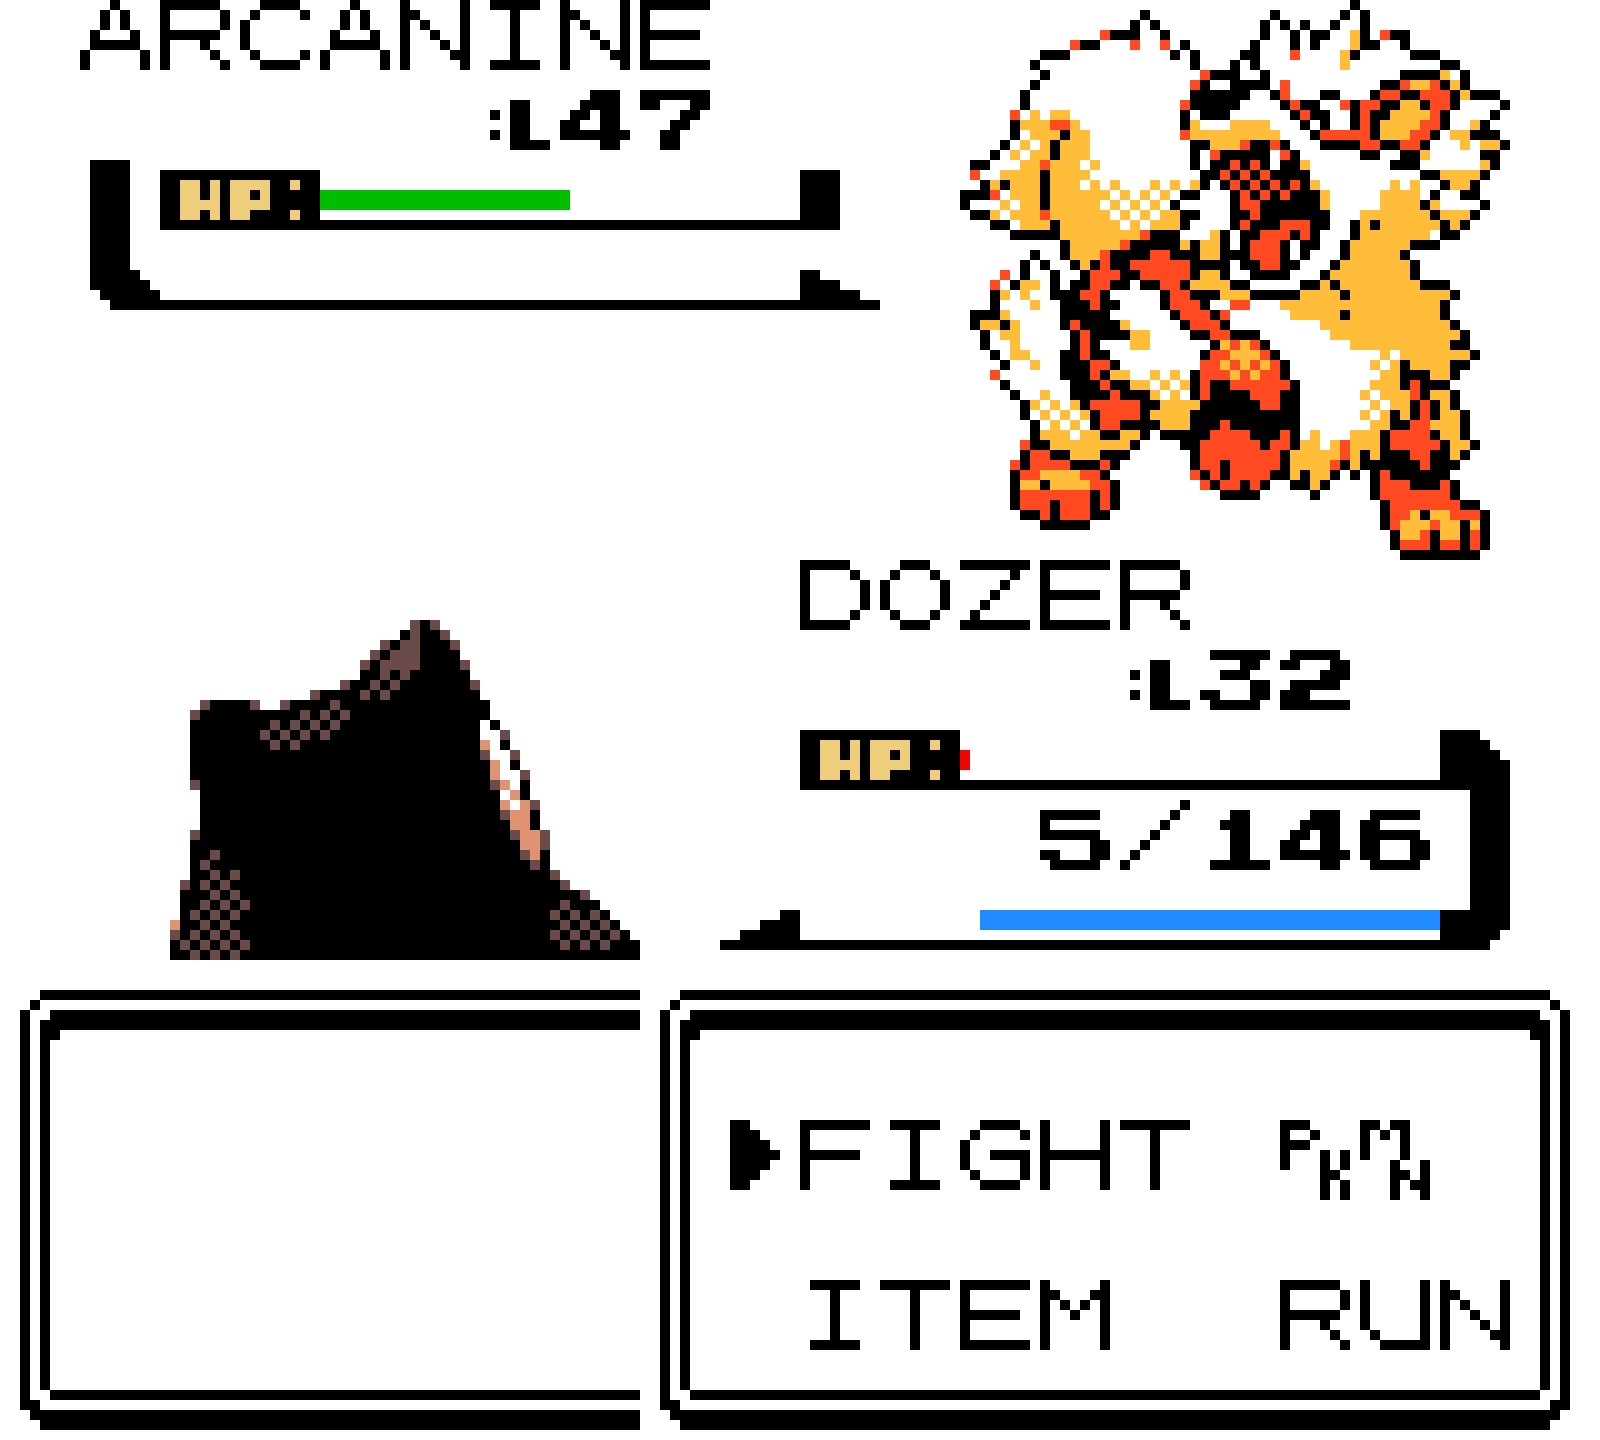 ARCANINE
:L47
HP:
DOZER
:L32
HP:
5/146
FIGHT PKMN
ITEM RUN